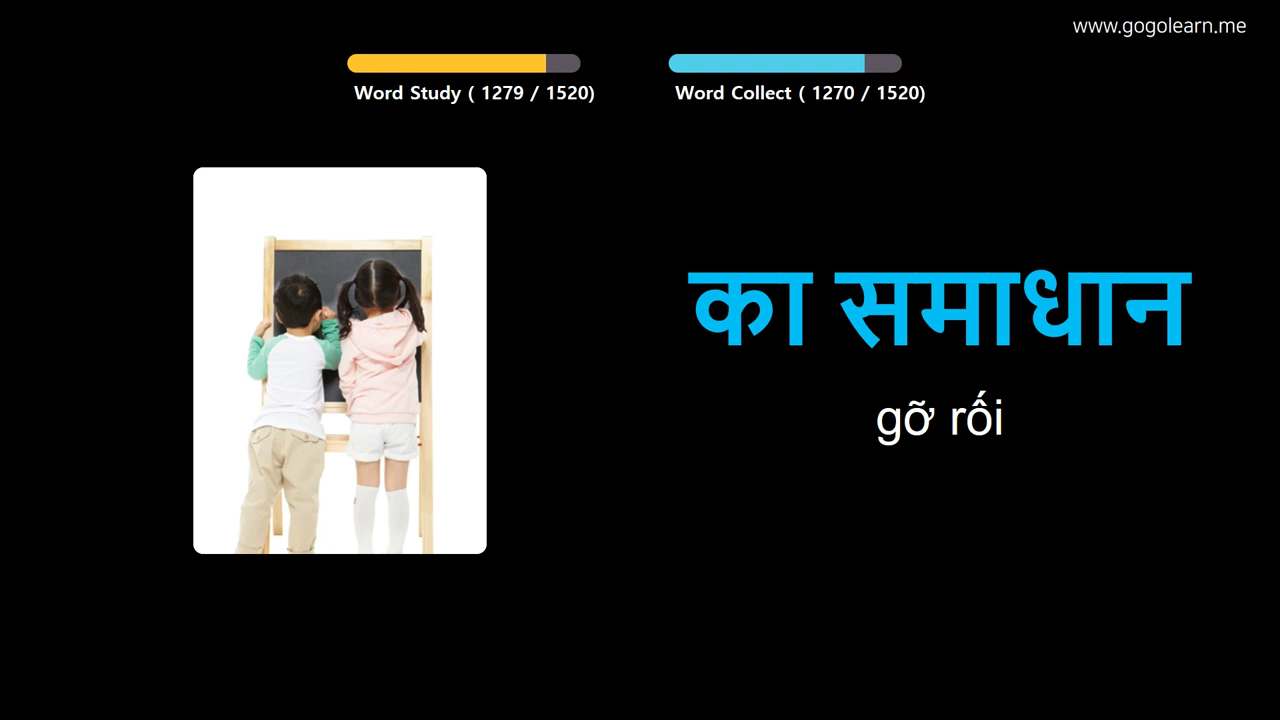 www.gogolearn.me
Word Study ( 1279 / 1520)
Word Collect ( 1270 / 1520)
का समाधान
gỡ rối